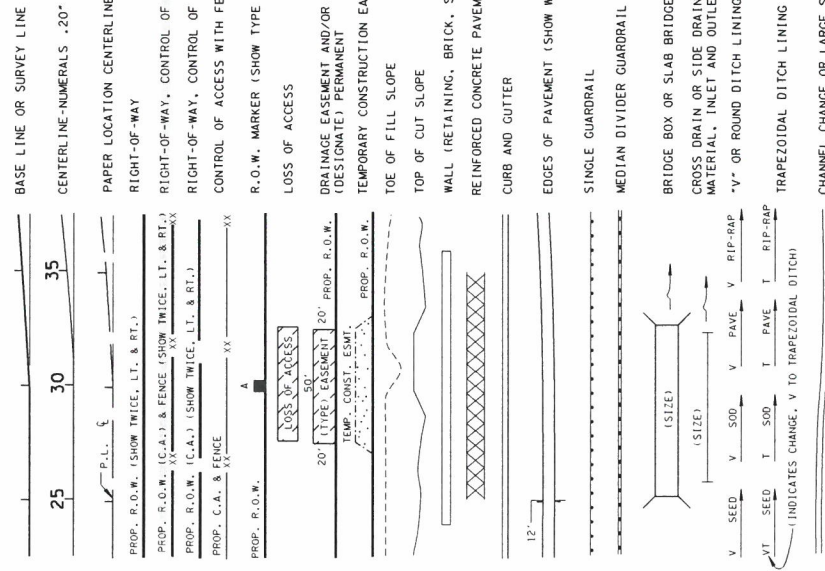 BASE LINE OR SURVEY LINE
25 30 35
CENTERLINE-NUMERALS .20"
P.L. ℄
PAPER LOCATION CENTERLINE
PROP. R.O.W. (SHOW TWICE, LT. & RT.)
RIGHT-OF-WAY
PROP. R.O.W. (C.A.) & FENCE (SHOW TWICE, LT. & RT.)
XX XX XX
RIGHT-OF-WAY, CONTROL OF
PROP. R.O.W. (C.A.) (SHOW TWICE, LT. & RT.)
RIGHT-OF-WAY, CONTROL OF
PROP. C.A. & FENCE
XX XX XX
CONTROL OF ACCESS WITH FE
PROP. R.O.W.
A
R.O.W. MARKER (SHOW TYPE
LOSS OF ACCESS
LOSS OF ACCESS
50'
20' (TYPE) EASEMENT 20'
PROP. R.O.W.
DRAINAGE EASEMENT AND/OR
(DESIGNATE) PERMANENT
TEMP. CONST. ESMT.
PROP. R.O.W.
TEMPORARY CONSTRUCTION EA
TOE OF FILL SLOPE
TOP OF CUT SLOPE
WALL (RETAINING, BRICK, S
REINFORCED CONCRETE PAVEM
CURB AND GUTTER
12'
EDGES OF PAVEMENT (SHOW W
SINGLE GUARDRAIL
MEDIAN DIVIDER GUARDRAIL
(SIZE)
BRIDGE BOX OR SLAB BRIDGE
(SIZE)
CROSS DRAIN OR SIDE DRAIN
MATERIAL, INLET AND OUTLE
V SEED V SOD V PAVE V RIP-RAP
"V" OR ROUND DITCH LINING
VT SEED T SOD T PAVE T RIP-RAP
TRAPEZOIDAL DITCH LINING
(INDICATES CHANGE, V TO TRAPEZOIDAL DITCH)
CHANNEL CHANGE OR LARGE S